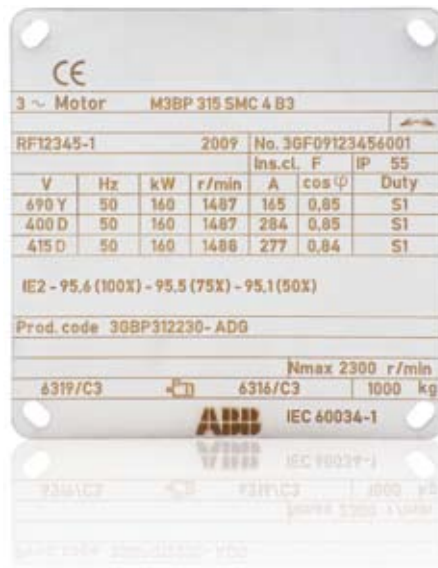 CE
3 ~ Motor M3BP 315 SMC 4 B3
RF12345-1 2009 No. 3GF09123456001
Ins.cl. F IP 55
V Hz kW r/min A cos φ Duty
690 Y 50 160 1487 165 0,85 S1
400 D 50 160 1487 284 0,85 S1
415 D 50 160 1488 277 0,84 S1
IE2 - 95,6 (100%) - 95,5 (75%) - 95,1 (50%)
Prod. code 3GBP312230- ADG
Nmax 2300 r/min
6319/C3 6316/C3 1000 kg
ABB IEC 60034-1